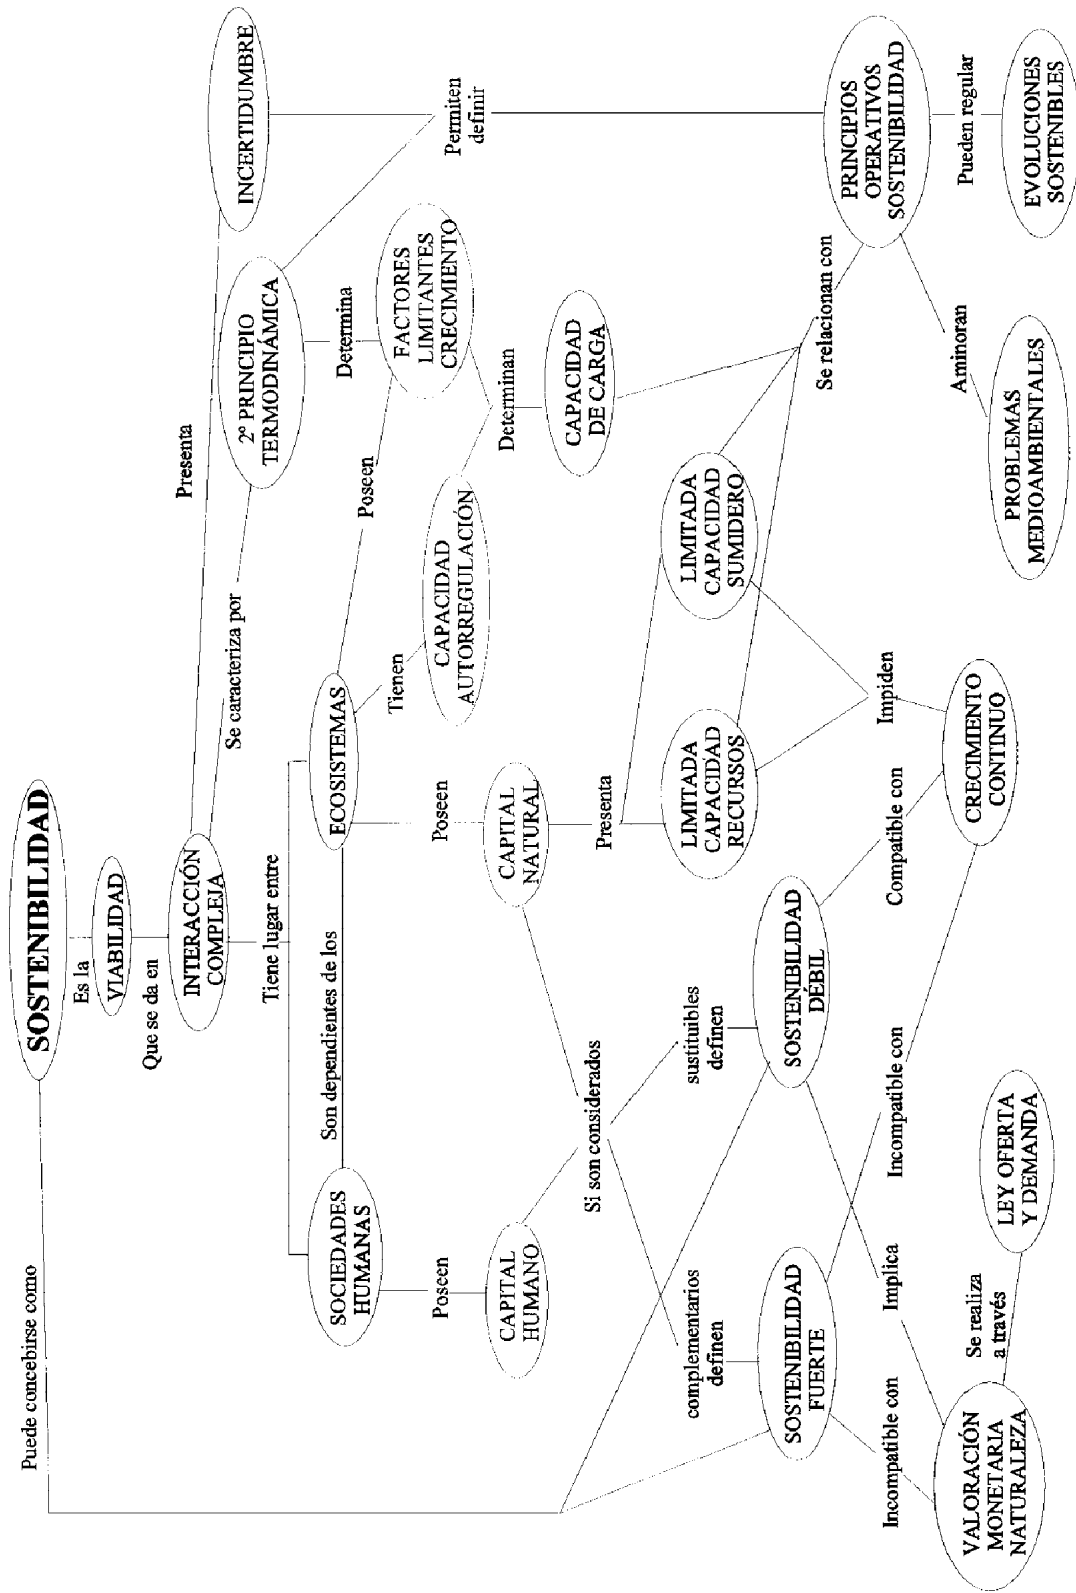 SOSTENIBILIDAD
Puede concebirse como
Es la
VIABILIDAD
Que se da en
INTERACCIÓN
COMPLEJA
Presenta
INCERTIDUMBRE
Se caracteriza por
2º PRINCIPIO
TERMODINÁMICA
Tiene lugar entre
SOCIEDADES
HUMANAS
Son dependientes de los
ECOSISTEMAS
Poseen
Determina
FACTORES
LIMITANTES
CRECIMIENTO
Permiten
definir
Tienen
CAPACIDAD
AUTORREGULACIÓN
Poseen
Poseen
Determinan
CAPITAL
HUMANO
CAPITAL
NATURAL
CAPACIDAD
DE CARGA
Si son considerados
Presenta
complementarios
definen
sustituibles
definen
LIMITADA
CAPACIDAD
RECURSOS
LIMITADA
CAPACIDAD
SUMIDERO
Se relacionan con
PRINCIPIOS
OPERATIVOS
SOSTENIBILIDAD
SOSTENIBILIDAD
FUERTE
SOSTENIBILIDAD
DÉBIL
Incompatible con
Implica
Incompatible con
Compatible con
Impiden
Aminoran
Pueden regular
VALORACIÓN
MONETARIA
NATURALEZA
Se realiza
a través
LEY OFERTA
Y DEMANDA
CRECIMIENTO
CONTINUO
PROBLEMAS
MEDIOAMBIENTALES
EVOLUCIONES
SOSTENIBLES